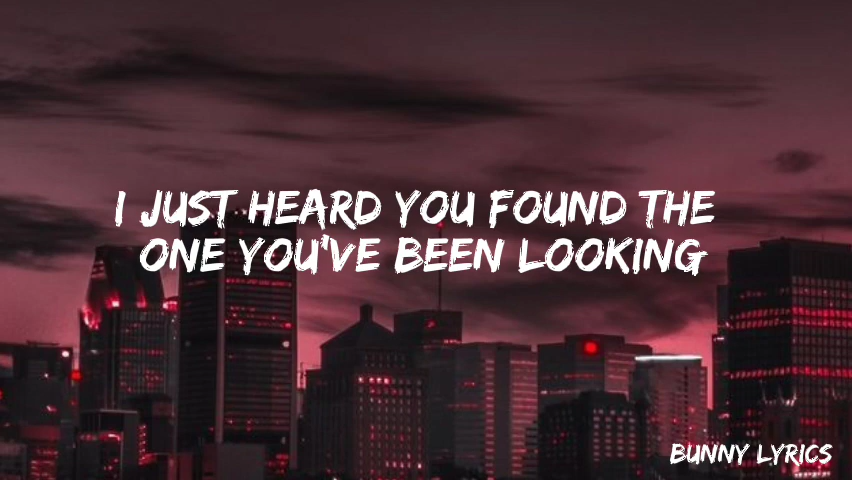 I JUST HEARD YOU FOUND THE
ONE YOU'VE BEEN LOOKING
BUNNY LYRICS